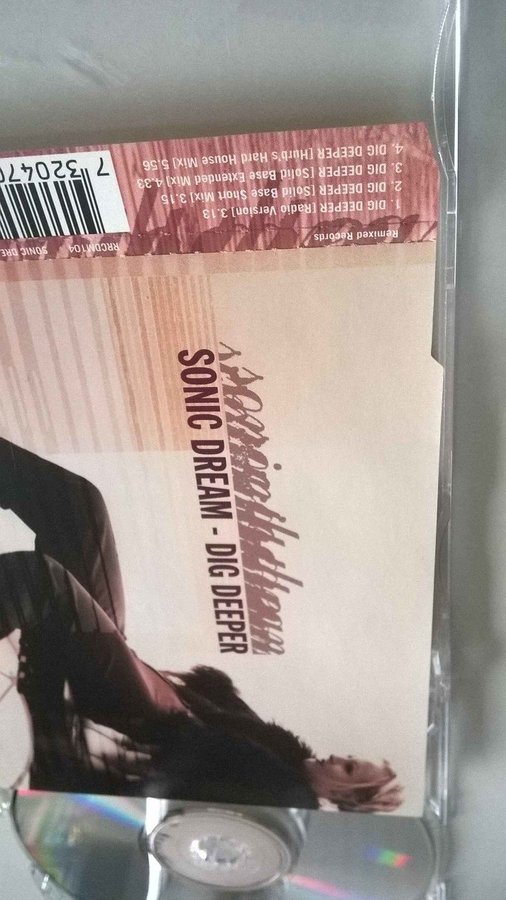 Remixed Records
1. DIG DEEPER [Radio Version] 3.13
2. DIG DEEPER [Solid Base Short Mix] 3.15
3. DIG DEEPER [Solid Base Extended Mix] 4.33
4. DIG DEEPER [Hurb's Hard House Mix] 5.56
RRCDM104 • SONIC DRE
7 320470
SONIC DREAM - DIG DEEPER